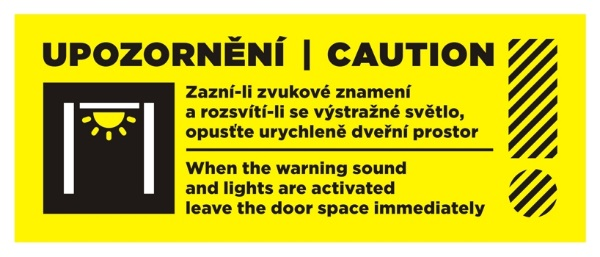 UPOZORNĚNÍ | CAUTION
Zazní-li zvukové znamení
a rozsvítí-li se výstražné světlo,
opusťte urychleně dveřní prostor
When the warning sound
and lights are activated
leave the door space immediately